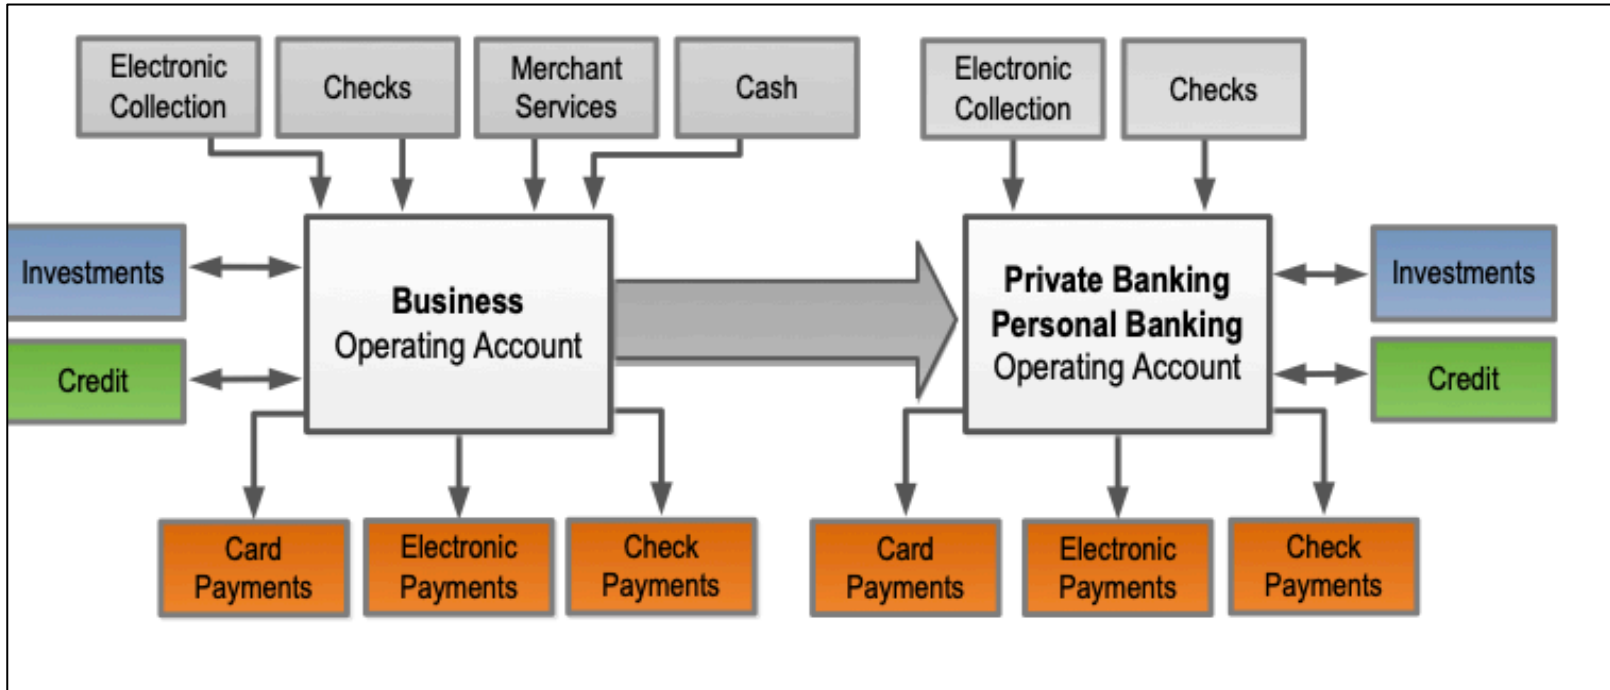 Electronic
Collection
Checks
Merchant
Services
Cash
Electronic
Collection
Checks
Investments
Credit
Business
Operating Account
Private Banking
Personal Banking
Operating Account
Investments
Credit
Card
Payments
Electronic
Payments
Check
Payments
Card
Payments
Electronic
Payments
Check
Payments